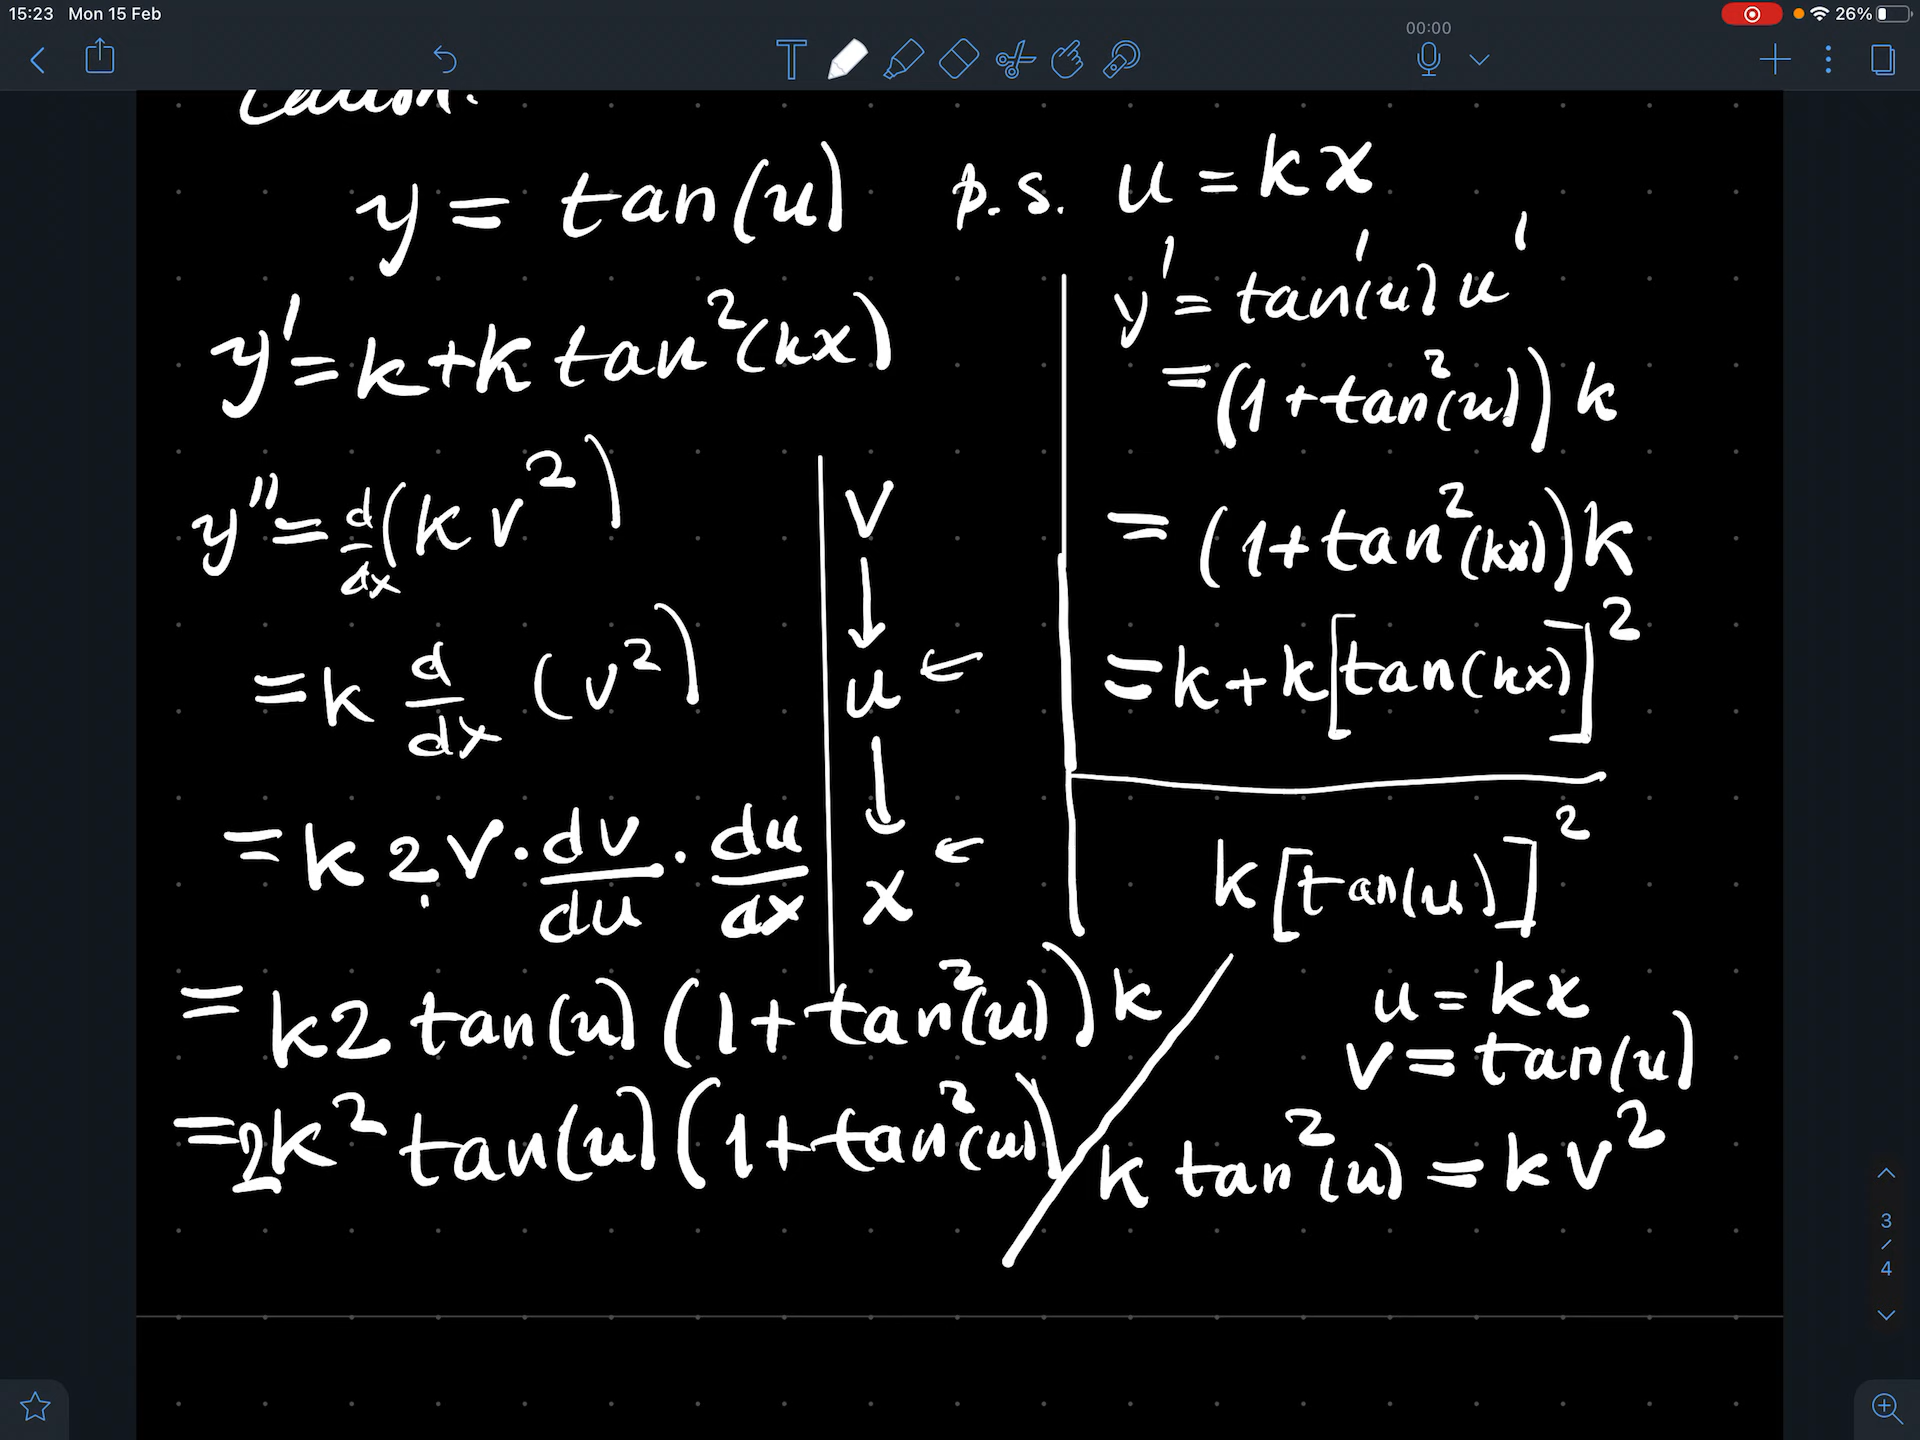 15:23 Mon 15 Feb 26%
00:00
y = tan(u) p.s. u = kx
y' = k+k tan²(kx)
y'' = d/dx (k v²)
= k d/dx (v²)
= k 2 v · dv/du · du/dx
= k2 tan(u) (1+tan²(u)) k
= 2k² tan(u) (1+tan²(u))
v
↓
u ←
↓
x ←
y' = tan'(u) u'
= (1+tan²(u)) k
= (1+tan²(kx)) k
= k+k[tan(kx)]²
k[tan(u)]²
u = kx
v = tan(u)
k tan²(u) = k v²
3
/
4